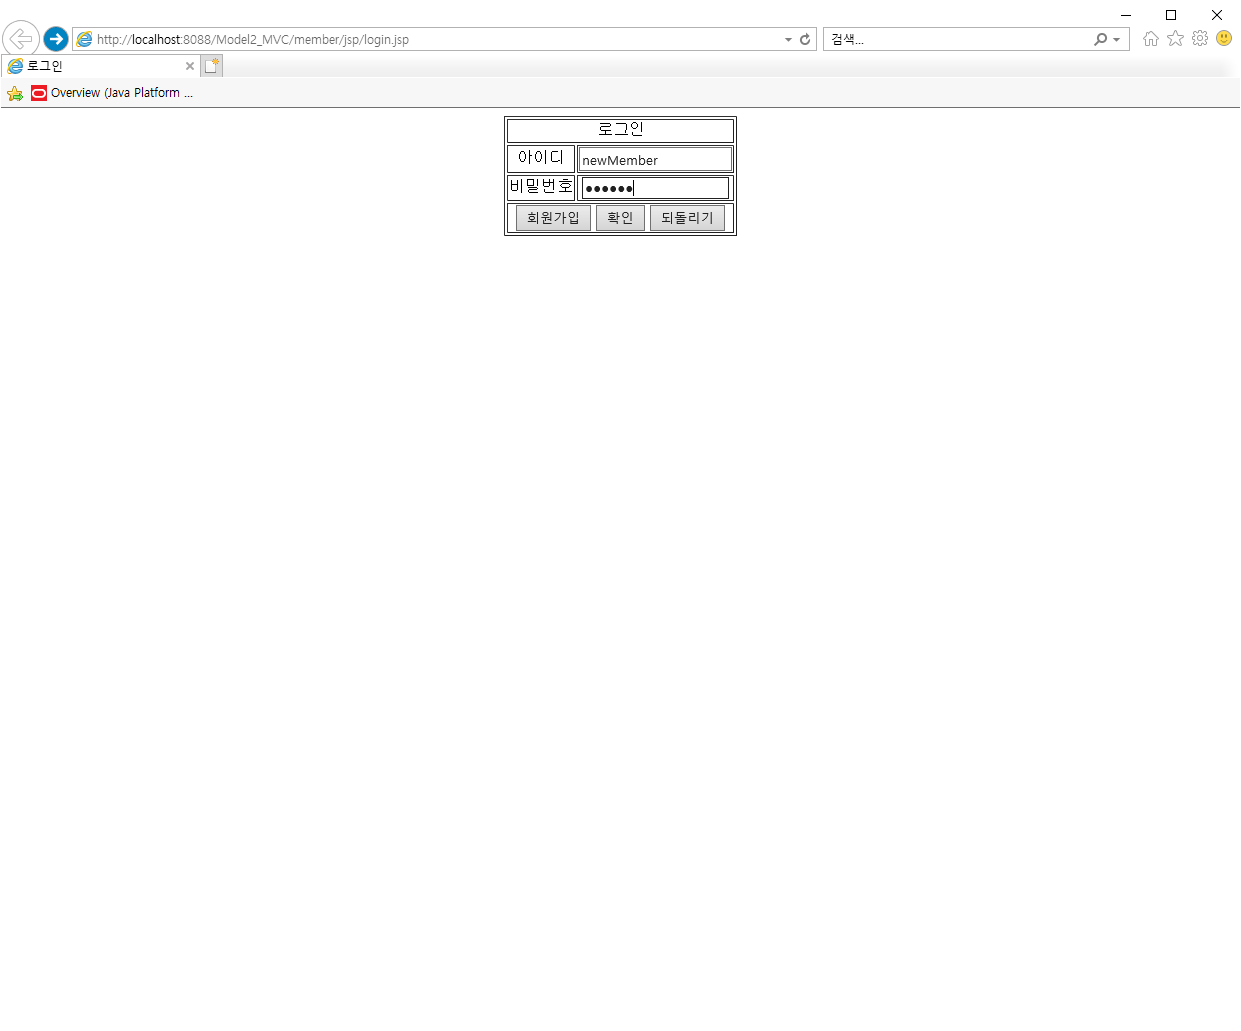 http://localhost:8088/Model2_MVC/member/jsp/login.jsp
검색...
로그인
Overview (Java Platform ...
로그인
아이디 newMember
비밀번호 ●●●●●●
회원가입 확인 되돌리기